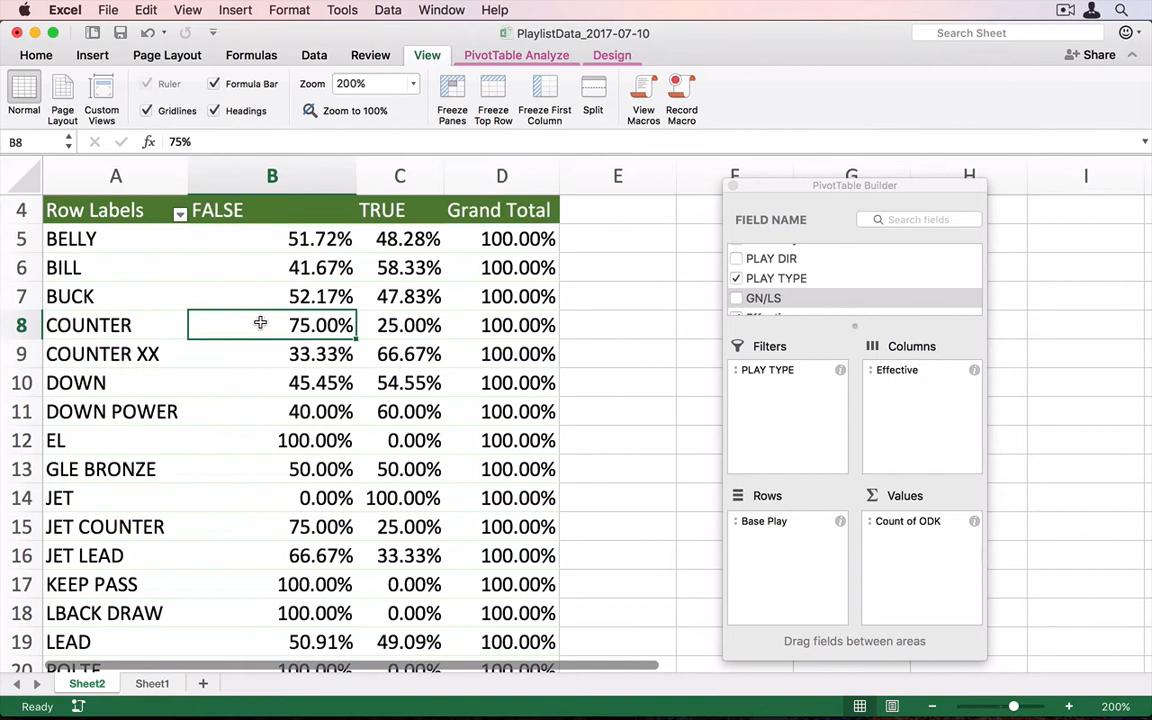 Excel File Edit View Insert Format Tools Data Window Help
PlaylistData_2017-07-10
Search Sheet
Home Insert Page Layout Formulas Data Review View PivotTable Analyze Design
Share
Normal
Page Layout
Custom Views
Ruler
Formula Bar
Gridlines
Headings
Zoom 200%
Zoom to 100%
Freeze Panes
Freeze Top Row
Freeze First Column
Split
View Macros
Record Macro
B8 fx 75%
A B C D E F G H I
4 Row Labels FALSE TRUE Grand Total
5 BELLY 51.72% 48.28% 100.00%
6 BILL 41.67% 58.33% 100.00%
7 BUCK 52.17% 47.83% 100.00%
8 COUNTER 75.00% 25.00% 100.00%
9 COUNTER XX 33.33% 66.67% 100.00%
10 DOWN 45.45% 54.55% 100.00%
11 DOWN POWER 40.00% 60.00% 100.00%
12 EL 100.00% 0.00% 100.00%
13 GLE BRONZE 50.00% 50.00% 100.00%
14 JET 0.00% 100.00% 100.00%
15 JET COUNTER 75.00% 25.00% 100.00%
16 JET LEAD 66.67% 33.33% 100.00%
17 KEEP PASS 100.00% 0.00% 100.00%
18 LBACK DRAW 100.00% 0.00% 100.00%
19 LEAD 50.91% 49.09% 100.00%
20 100.00% 0.00% 100.00%
PivotTable Builder
FIELD NAME
Search fields
PLAY DIR
PLAY TYPE
GN/LS
Effective
Filters
PLAY TYPE
Columns
Effective
Rows
Base Play
Values
Count of ODK
Drag fields between areas
Sheet2 Sheet1 +
Ready
200%